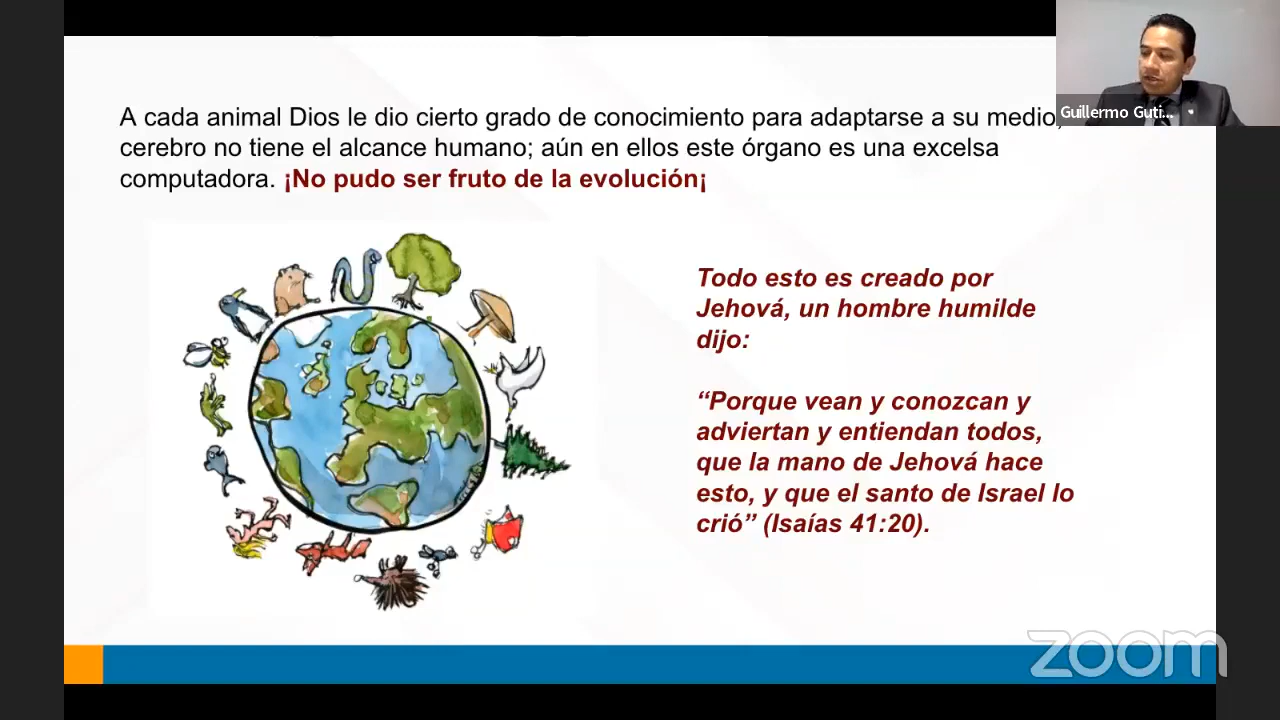 A cada animal Dios le dio cierto grado de conocimiento para adaptarse a su medio,
cerebro no tiene el alcance humano; aún en ellos este órgano es una excelsa
computadora. ¡No pudo ser fruto de la evolución¡
Guillermo Guti...
Todo esto es creado por
Jehová, un hombre humilde
dijo:
“Porque vean y conozcan y
adviertan y entiendan todos,
que la mano de Jehová hace
esto, y que el santo de Israel lo
crió” (Isaías 41:20).
zoom